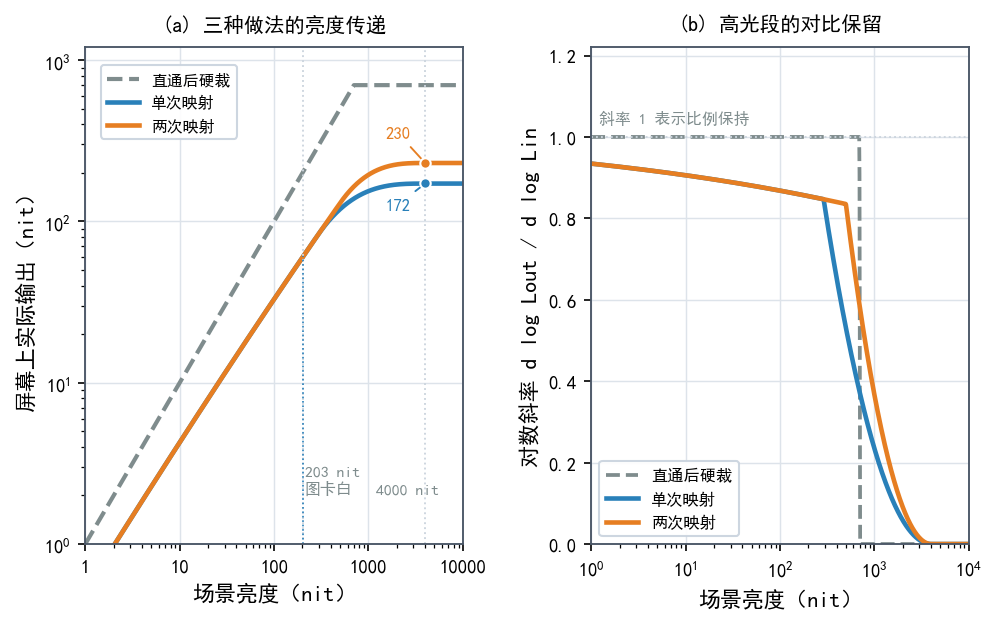 (a) 三种做法的亮度传递
屏幕上实际输出 (nit)
10³
10²
10¹
10⁰
直通后硬裁
单次映射
两次映射
230
172
203 nit
图卡白
4000 nit
1
10
100
1000
10000
场景亮度 (nit)
(b) 高光段的对比保留
对数斜率 d log Lout / d log Lin
1.2
1.0
0.8
0.6
0.4
0.2
0.0
斜率 1 表示比例保持
直通后硬裁
单次映射
两次映射
10⁰
10¹
10²
10³
10⁴
场景亮度 (nit)